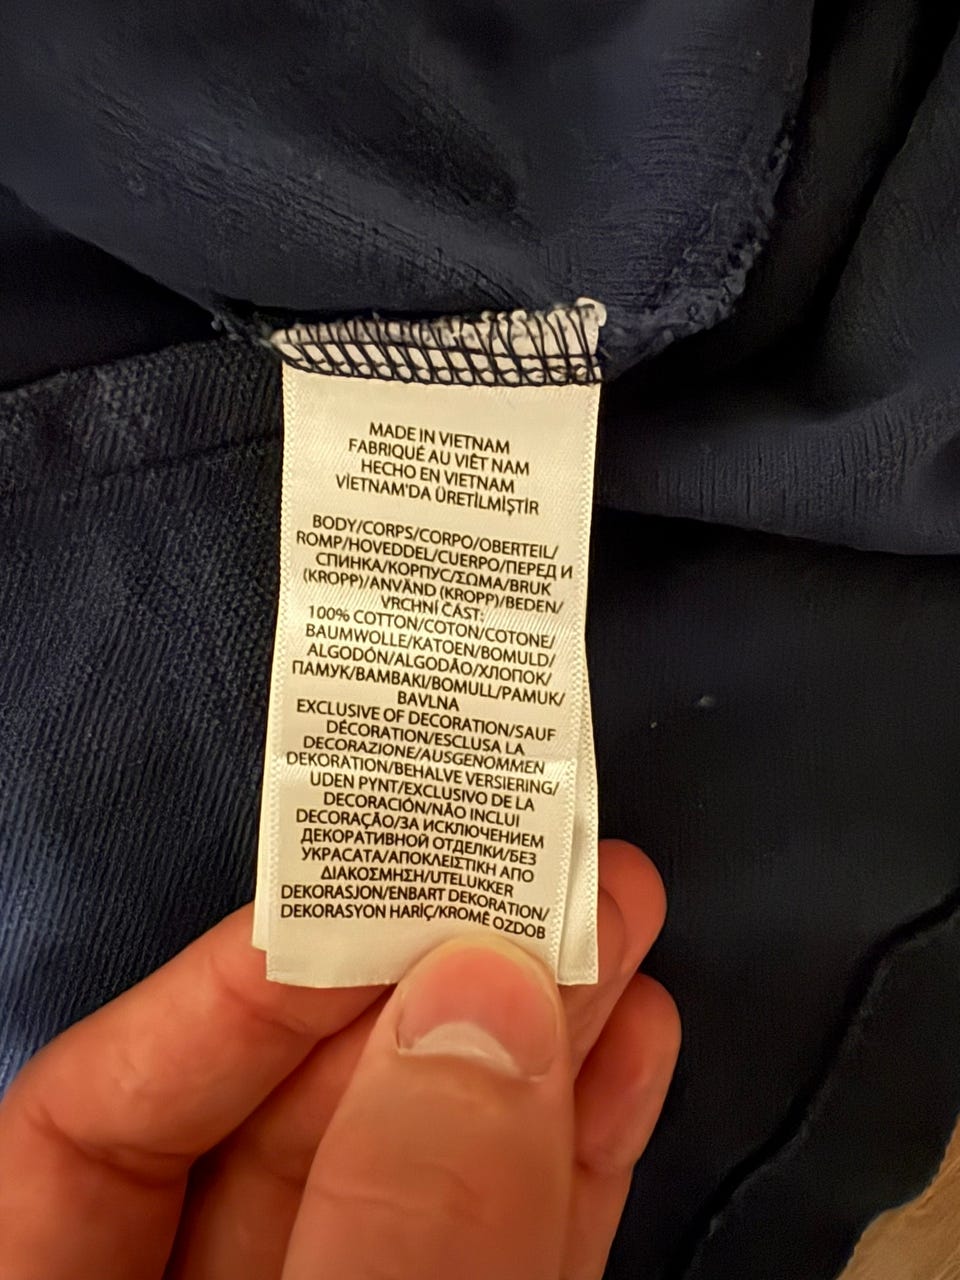 MADE IN VIETNAM
FABRIQUÉ AU VIÊT NAM
HECHO EN VIETNAM
VİETNAM'DA ÜRETİLMİŞTİR
BODY/CORPS/CORPO/OBERTEIL/
ROMP/HOVEDDEL/CUERPO/ПЕРЕД И
СПИНКА/КОРПУС/ΣΩΜΑ/BRUK
(KROPP)/ANVÄND (KROPP)/BEDEN/
VRCHNÍ ČÁST:
100% COTTON/COTON/COTONE/
BAUMWOLLE/KATOEN/BOMULD/
ALGODÓN/ALGODÃO/ХЛОПОК/
ПАМУК/ΒΑΜΒΑΚΙ/BOMULL/PAMUK/
BAVLNA
EXCLUSIVE OF DECORATION/SAUF
DÉCORATION/ESCLUSA LA
DECORAZIONE/AUSGENOMMEN
DEKORATION/BEHALVE VERSIERING/
UDEN PYNT/EXCLUSIVO DE LA
DECORACIÓN/NÃO INCLUI
DECORAÇÃO/ЗА ИСКЛЮЧЕНИЕМ
ДЕКОРАТИВНОЙ ОТДЕЛКИ/БЕЗ
УКРАСАТА/ΑΠΟΚΛΕΙΣΤΙΚΗ ΑΠΟ
ΔΙΑΚΟΣΜΗΣΗ/UTELUKKER
DEKORASJON/ENBART DEKORATION/
DEKORASYON HARİÇ/KROMĚ OZDOB